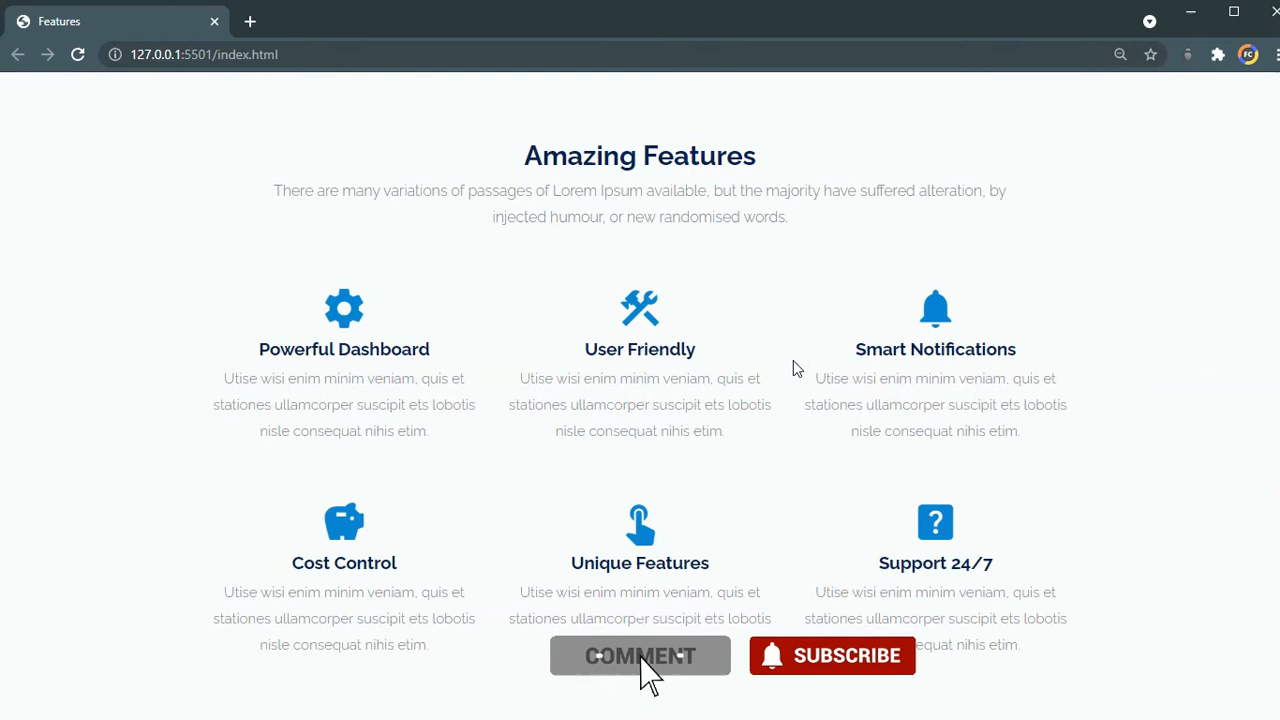 Features
127.0.0.1:5501/index.html
FC
Amazing Features
There are many variations of passages of Lorem Ipsum available, but the majority have suffered alteration, by
injected humour, or new randomised words.
Powerful Dashboard
Utise wisi enim minim veniam, quis et
stationes ullamcorper suscipit ets lobotis
nisle consequat nihis etim.
User Friendly
Utise wisi enim minim veniam, quis et
stationes ullamcorper suscipit ets lobotis
nisle consequat nihis etim.
Smart Notifications
Utise wisi enim minim veniam, quis et
stationes ullamcorper suscipit ets lobotis
nisle consequat nihis etim.
Cost Control
Utise wisi enim minim veniam, quis et
stationes ullamcorper suscipit ets lobotis
nisle consequat nihis etim.
Unique Features
Utise wisi enim minim veniam, quis et
stationes ullamcorper suscipit ets lobotis
Support 24/7
Utise wisi enim minim veniam, quis et
stationes ullamcorper suscipit ets lobotis
nihis etim.
COMMENT
SUBSCRIBE